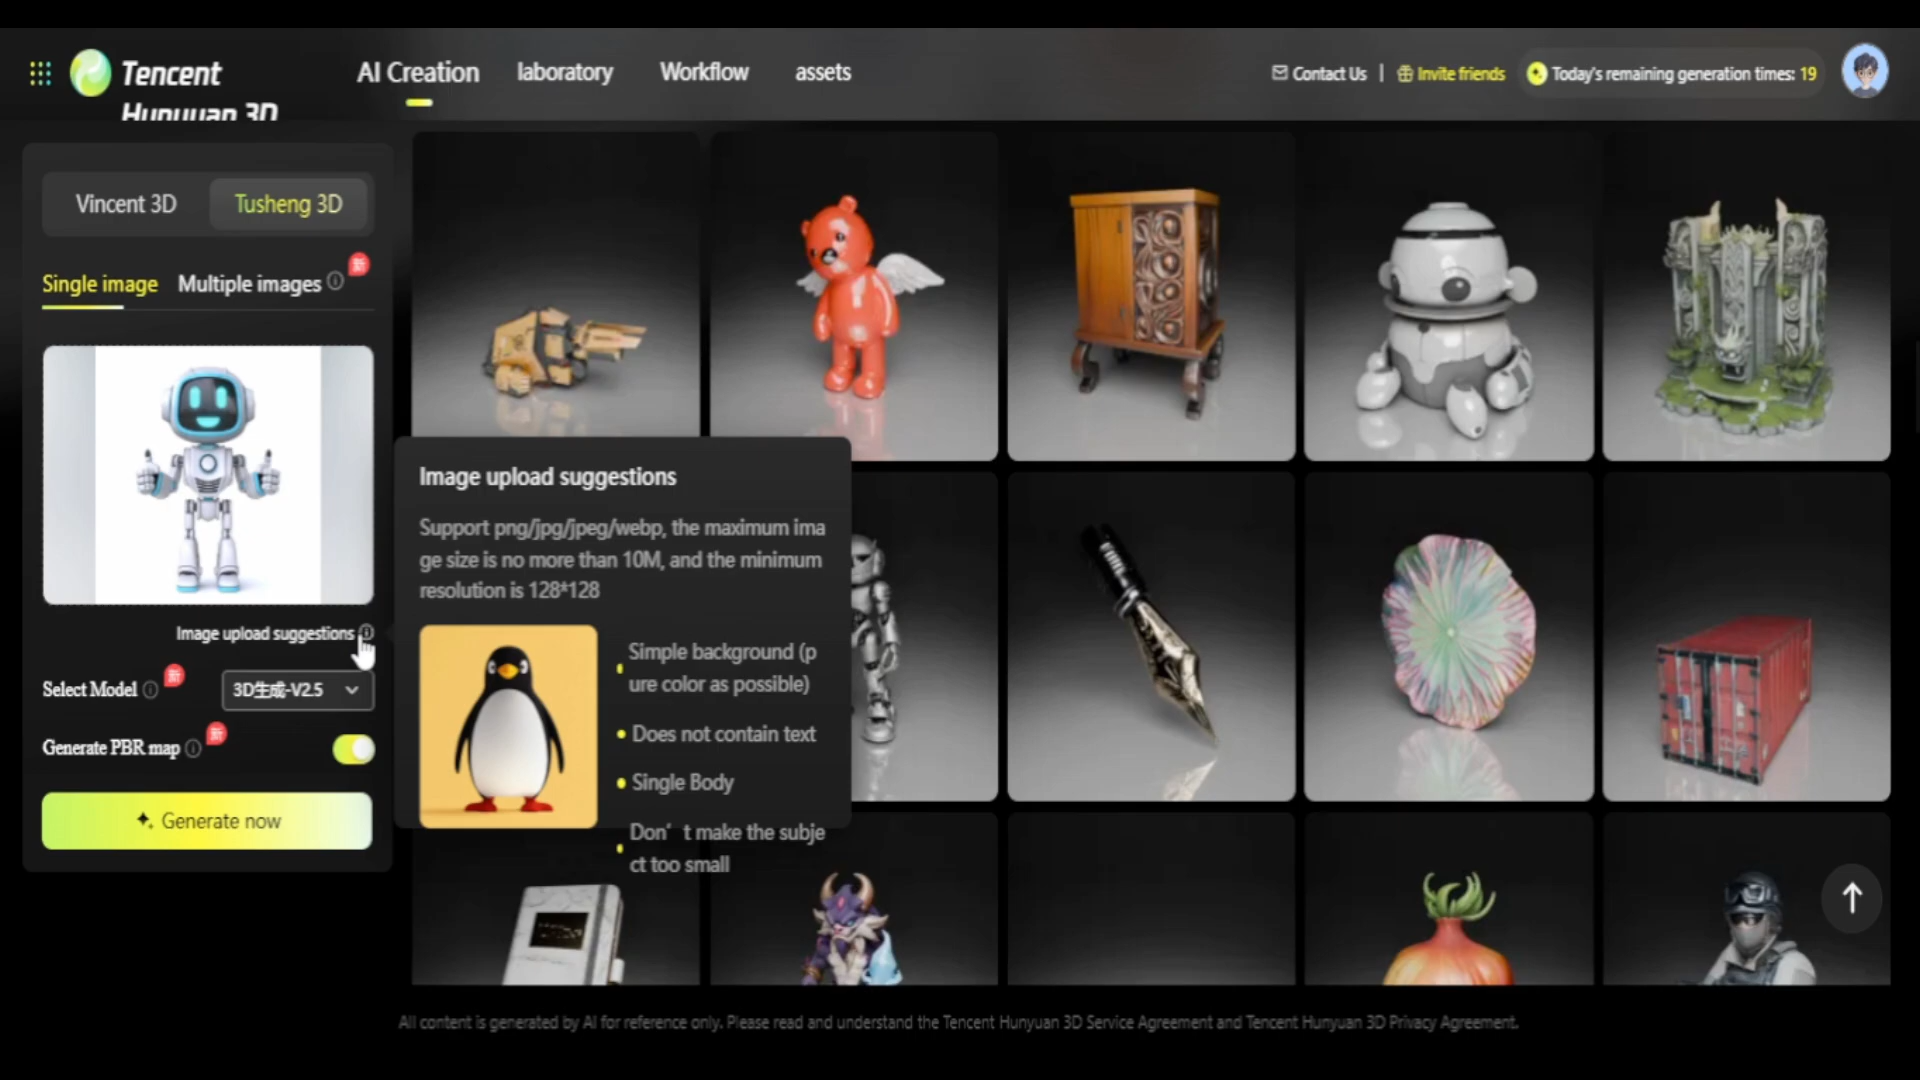 Tencent
Hunyuan 3D
AI Creation
laboratory
Workflow
assets
Contact Us
Invite friends
Today's remaining generation times: 19
Vincent 3D
Tusheng 3D
Single image
Multiple images
新
Image upload suggestions
Select Model
新
3D生成-V2.5
Generate PBR map
新
Generate now
Image upload suggestions
Support png/jpg/jpeg/webp, the maximum ima
ge size is no more than 10M, and the minimum
resolution is 128*128
Simple background (p
ure color as possible)
Does not contain text
Single Body
Don’ t make the subje
ct too small
All content is generated by AI for reference only. Please read and understand the Tencent Hunyuan 3D Service Agreement and Tencent Hunyuan 3D Privacy Agreement.